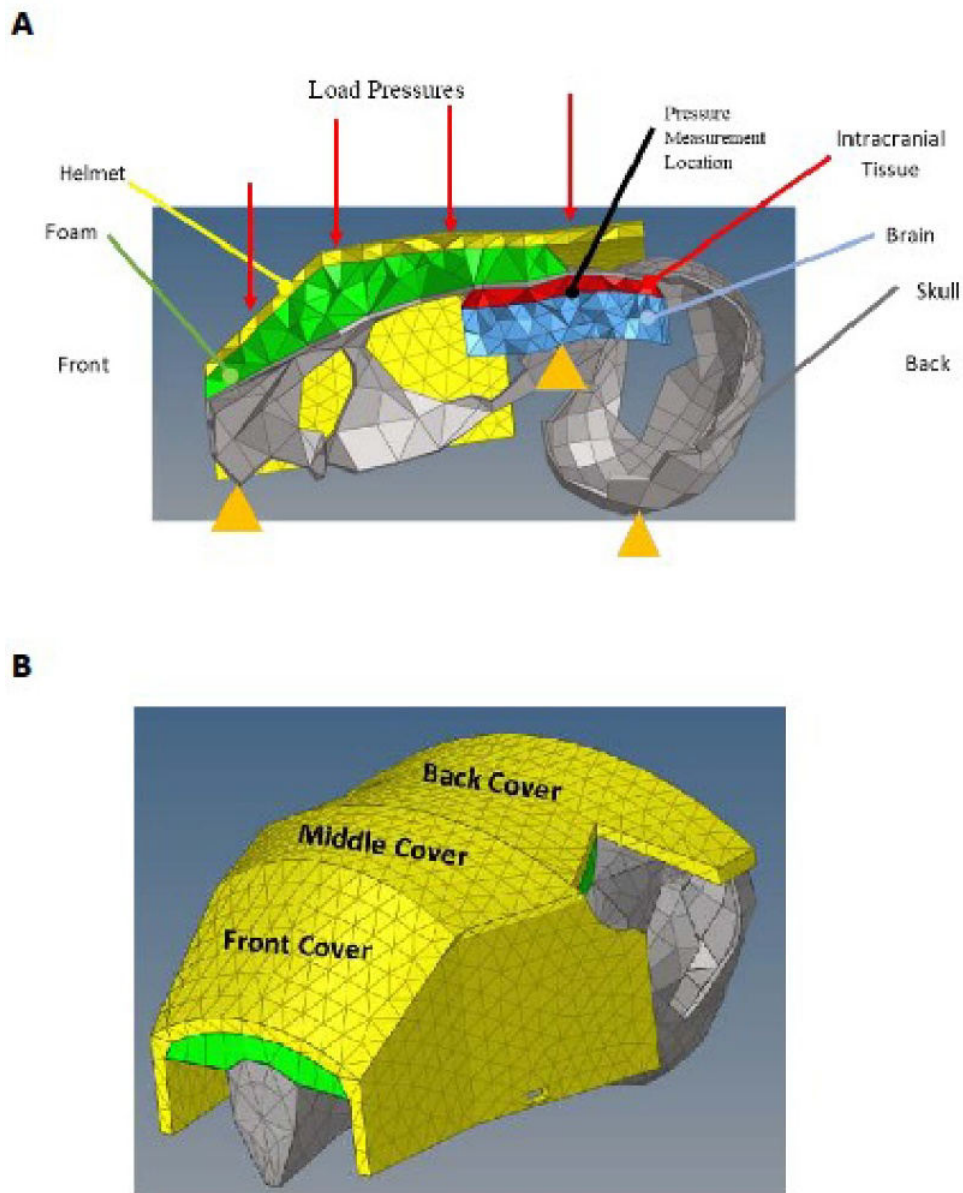 A
Load Pressures
Pressure
Measurement
Location
Intracranial
Tissue
Helmet
Foam
Brain
Skull
Front
Back
B
Back Cover
Middle Cover
Front Cover